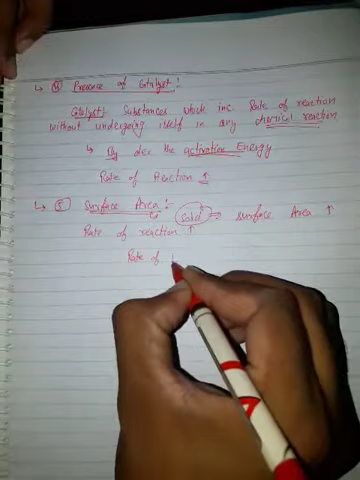 ↳ (4) Presence of Catalyst :
Catalyst : Substances which inc. Rate of reaction
without undergoing itself in any chemical reaction
↳ By dec the activation Energy
Rate of Reaction ↑
↳ (5) Surface Area :-
Solid ⇒ surface Area ↑
Rate of reaction ↑
Rate of